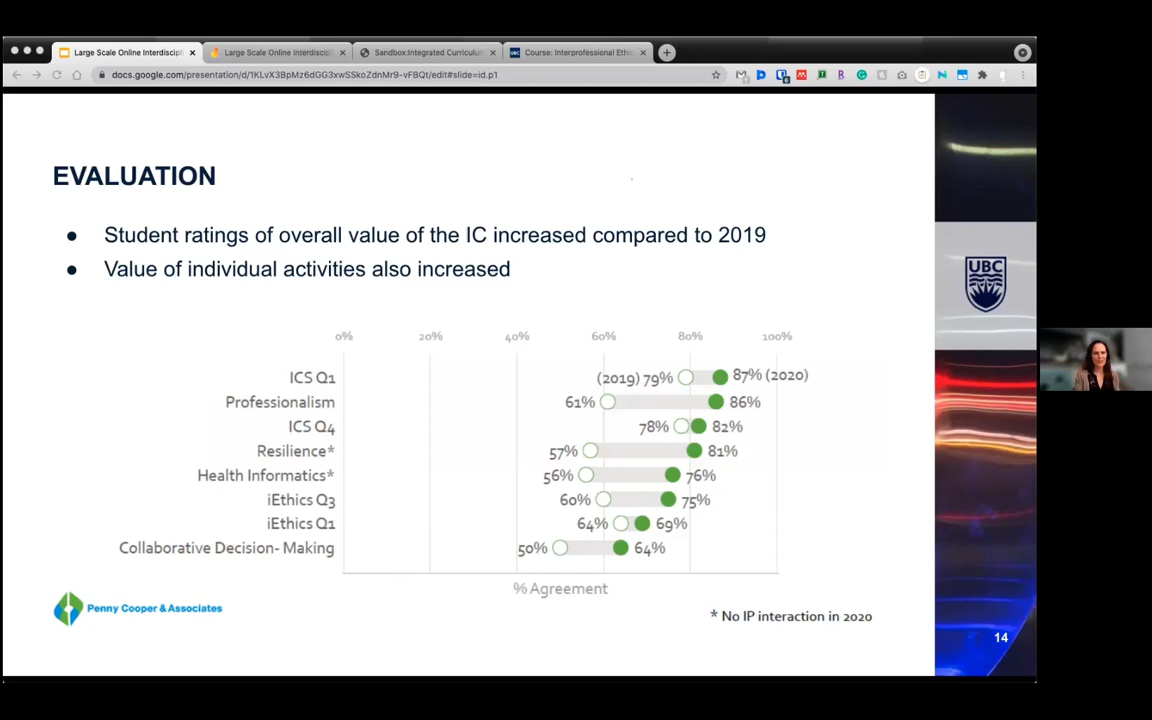 Large Scale Online Interdiscipli
Large Scale Online Interdiscipli
Sandbox:Integrated Curriculum
Course: Interprofessional Ethic
docs.google.com/presentation/d/1KLvX3BpMz6dGG3xwSSkoZdnMr9-vFBQt/edit#slide=id.p1
EVALUATION
● Student ratings of overall value of the IC increased compared to 2019
● Value of individual activities also increased
UBC
0% 20% 40% 60% 80% 100%
ICS Q1 (2019) 79% 87% (2020)
Professionalism 61% 86%
ICS Q4 78% 82%
Resilience* 57% 81%
Health Informatics* 56% 76%
iEthics Q3 60% 75%
iEthics Q1 64% 69%
Collaborative Decision- Making 50% 64%
% Agreement
Penny Cooper & Associates
* No IP interaction in 2020
14